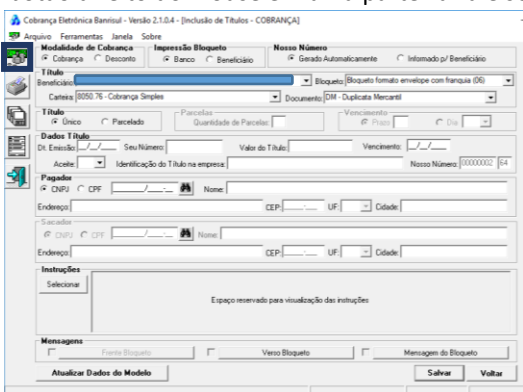 Cobrança Eletrônica Banrisul - Versão 2.1.0.4 - [Inclusão de Títulos - COBRANÇA]
Arquivo Ferramentas Janela Sobre
Modalidade de Cobrança Impressão Bloqueto Nosso Número
Cobrança Desconto Banco Beneficiário Gerado Automaticamente Informado p/ Beneficiário
Título
Beneficiário: Bloqueto: Bloqueto formato envelope com franquia (06)
Carteira: 8050.76 - Cobrança Simples Documento: DM - Duplicata Mercantil
Título Parcelas Vencimento
Único Parcelado Quantidade de Parcelas: Prazo Dia
Dados Título
Dt. Emissão: __/__/____ Seu Número: Valor do Título: Vencimento: __/__/____
Aceite: Identificação do Título na empresa: Nosso Número: 00000002 64
Pagador
CNPJ CPF Nome:
Endereço: CEP: UF: Cidade:
Sacador
CNPJ CPF Nome:
Endereço: CEP: UF: Cidade:
Instruções
Selecionar
Espaço reservado para visualização das instruções
Mensagens
Frente Bloqueto Verso Bloqueto Mensagem do Bloqueto
Atualizar Dados do Modelo Salvar Voltar